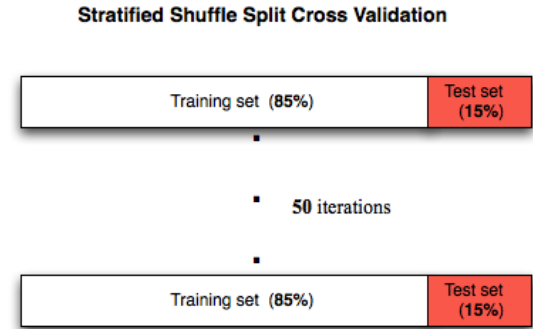 Stratified Shuffle Split Cross Validation
Training set (85%)
Test set
(15%)
50 iterations
Training set (85%)
Test set
(15%)